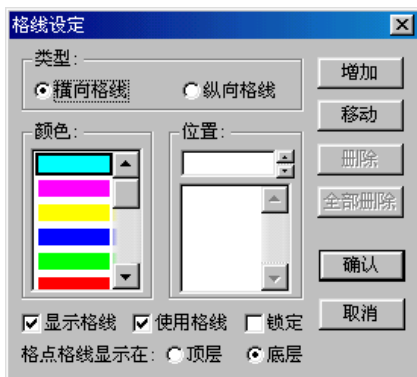 格线设定
类型:
横向格线 纵向格线
增加
移动
颜色: 位置:
删除
全部删除
确认
取消
显示格线 使用格线 锁定
格点格线显示在: 顶层 底层